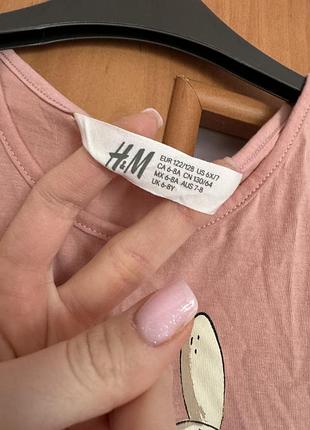 H&M
EUR 122/128 US 6X/7
CA 6-8A CN 130/64
MX 6-8A AUS 7-8
UK 6-8Y